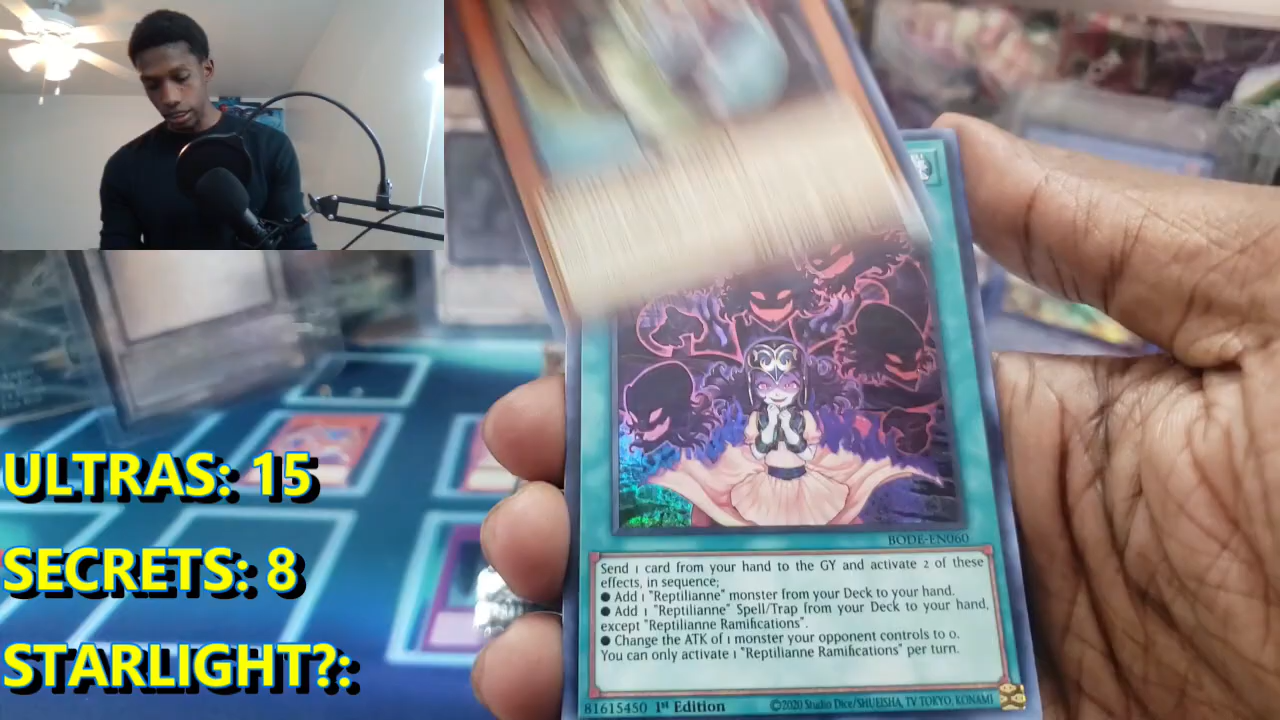 ULTRAS: 15
SECRETS: 8
STARLIGHT?:
BODE-EN060
Send 1 card from your hand to the GY and activate 2 of these
effects, in sequence;
● Add 1 "Reptilianne" monster from your Deck to your hand.
● Add 1 "Reptilianne" Spell/Trap from your Deck to your hand,
except "Reptilianne Ramifications".
● Change the ATK of 1 monster your opponent controls to 0.
You can only activate 1 "Reptilianne Ramifications" per turn.
81615450 1st Edition ©2020 Studio Dice/SHUEISHA, TV TOKYO, KONAMI